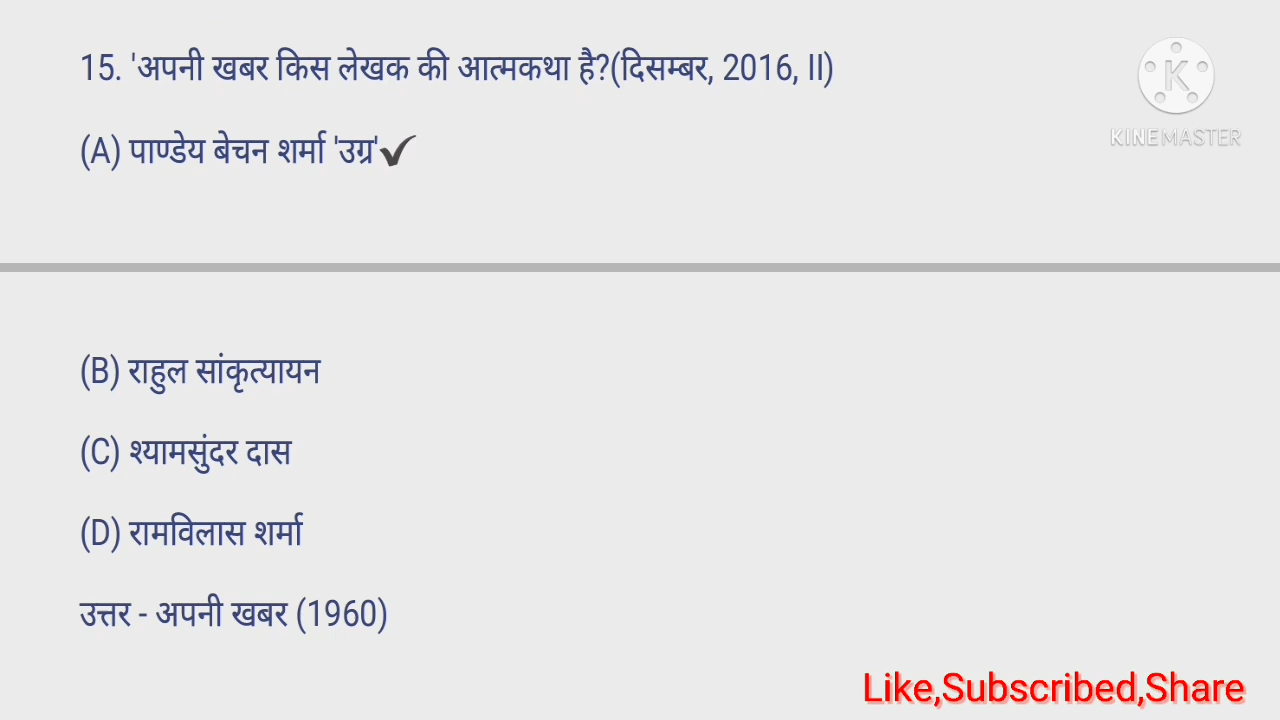 15. 'अपनी खबर किस लेखक की आत्मकथा है?(दिसम्बर, 2016, II)
K
KINEMASTER
(A) पाण्डेय बेचन शर्मा 'उग्र'✔
(B) राहुल सांकृत्यायन
(C) श्यामसुंदर दास
(D) रामविलास शर्मा
उत्तर - अपनी खबर (1960)
Like,Subscribed,Share